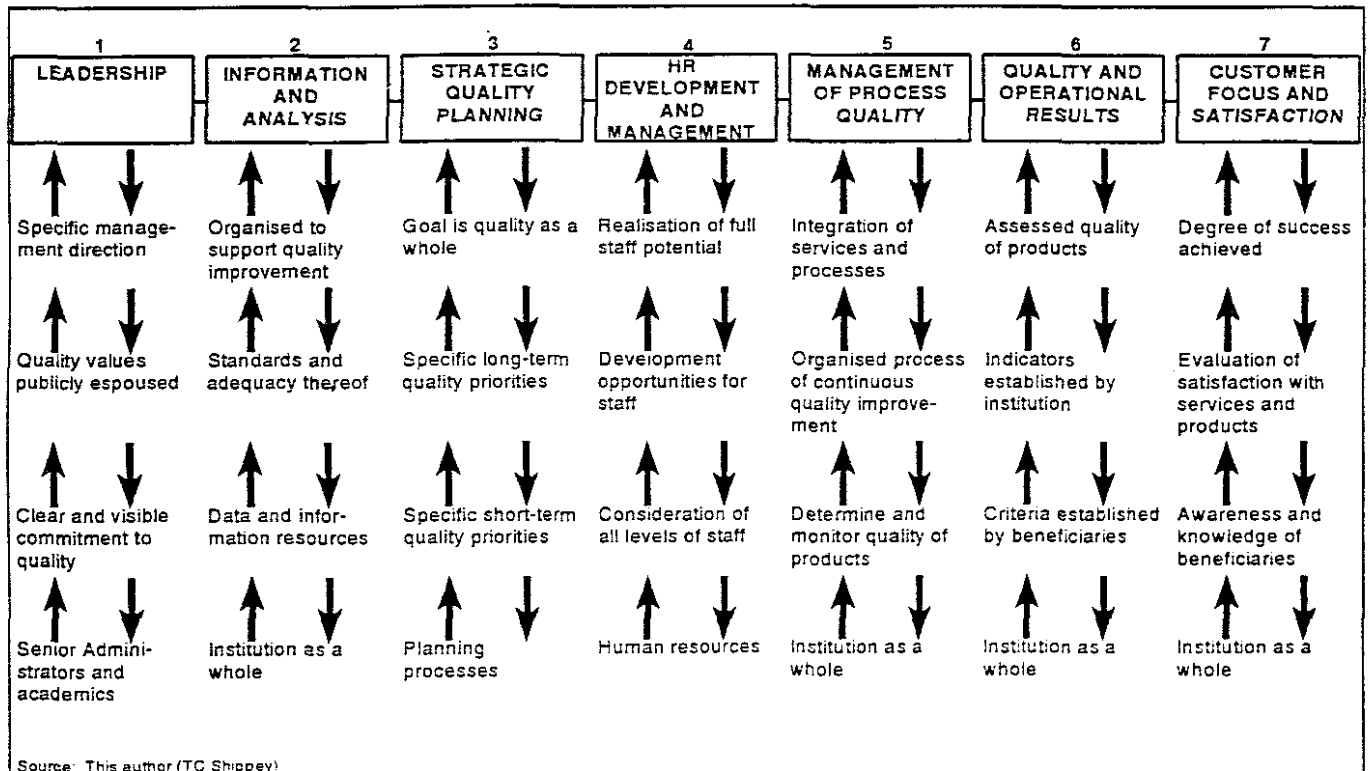 1
LEADERSHIP
2
INFORMATION
AND
ANALYSIS
3
STRATEGIC
QUALITY
PLANNING
4
HR
DEVELOPMENT
AND
MANAGEMENT
5
MANAGEMENT
OF PROCESS
QUALITY
6
QUALITY AND
OPERATIONAL
RESULTS
7
CUSTOMER
FOCUS AND
SATISFACTION
Specific manage-
ment direction
Organised to
support quality
improvement
Goal is quality as a
whole
Realisation of full
staff potential
Integration of
services and
processes
Assessed quality
of products
Degree of success
achieved
Quality values
publicly espoused
Standards and
adequacy thereof
Specific long-term
quality priorities
Development
opportunities for
staff
Organised process
of continuous
quality improve-
ment
Indicators
established by
institution
Evaluation of
satisfaction with
services and
products
Clear and visible
commitment to
quality
Data and infor-
mation resources
Specific short-term
quality priorities
Consideration of
all levels of staff
Determine and
monitor quality of
products
Criteria established
by beneficiaries
Awareness and
knowledge of
beneficiaries
Senior Admini-
strators and
academics
Institution as a
whole
Planning
processes
Human resources
Institution as a
whole
Institution as a
whole
Institution as a
whole
Source: This author (TC Shippey)